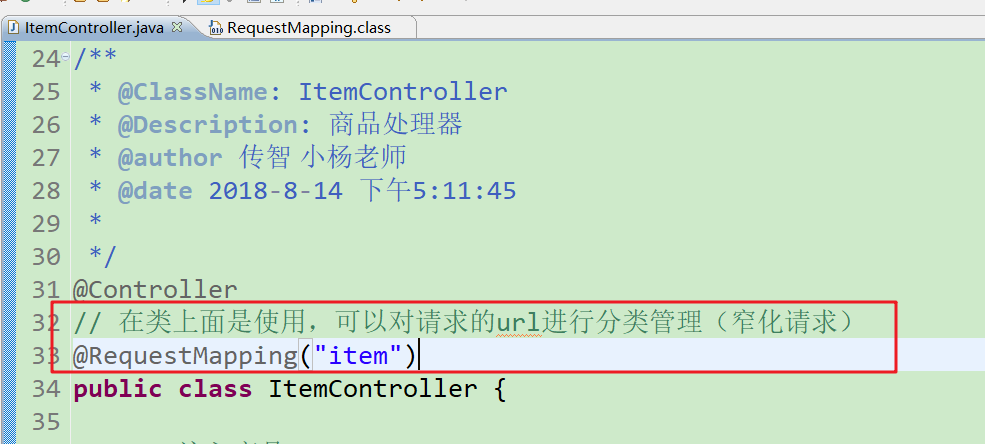 ItemController.java RequestMapping.class
24 /**
25 * @ClassName: ItemController
26 * @Description: 商品处理器
27 * @author 传智 小杨老师
28 * @date 2018-8-14 下午5:11:45
29 *
30 */
31 @Controller
32 // 在类上面是使用，可以对请求的url进行分类管理（窄化请求）
33 @RequestMapping("item")
34 public class ItemController {
35